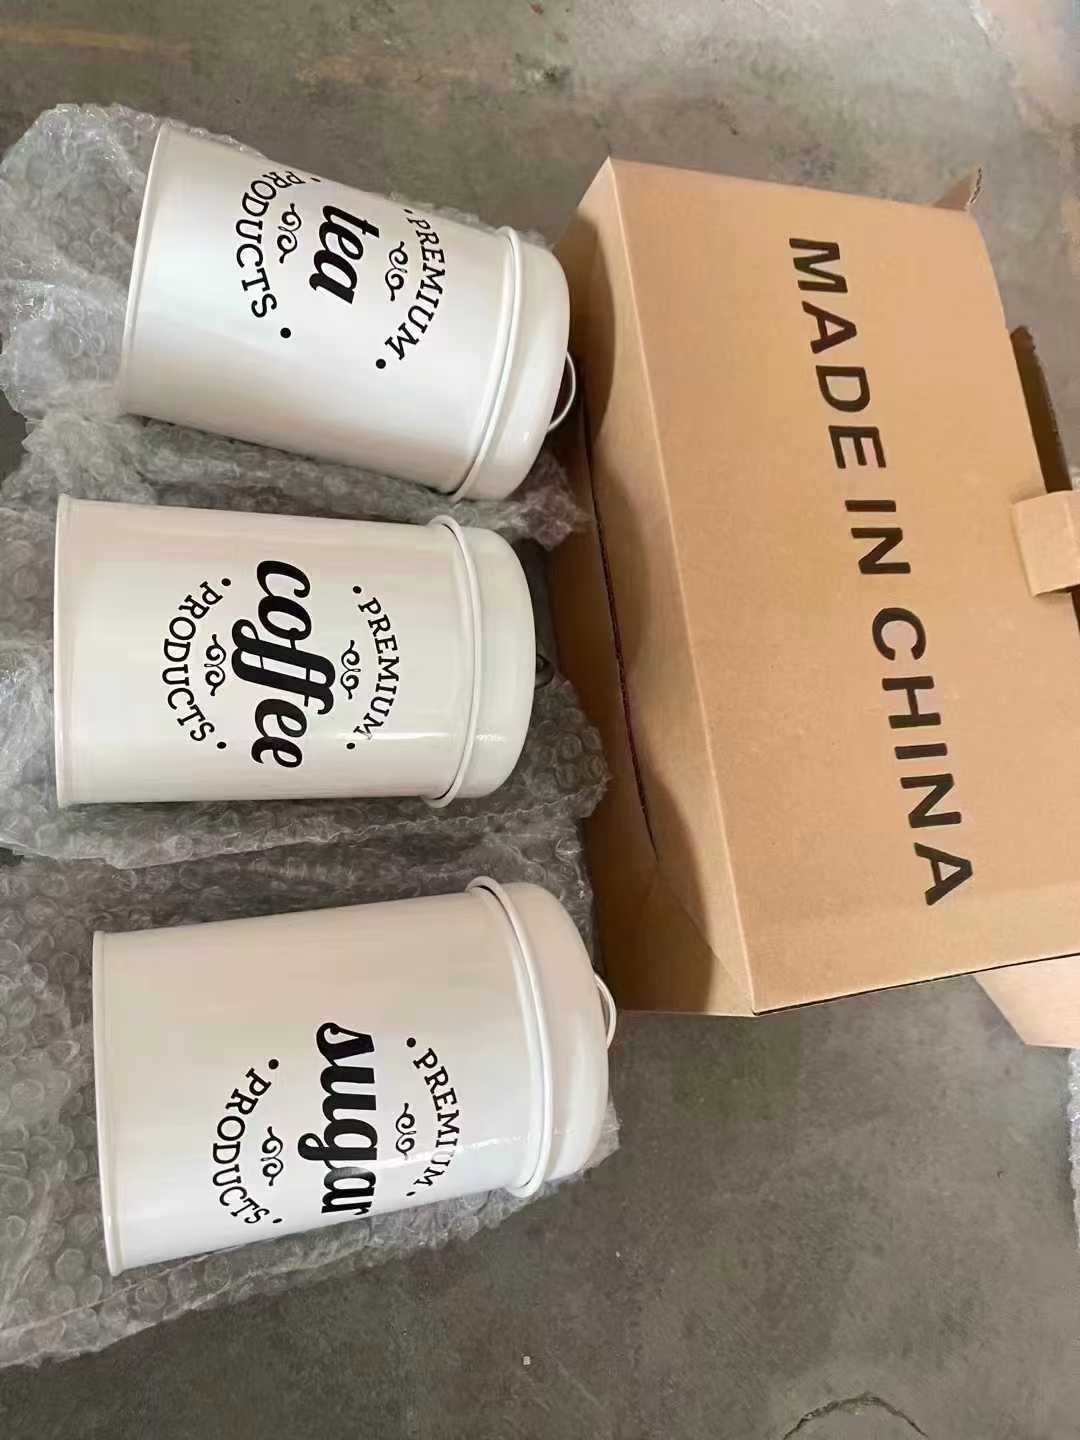 PREMIUM
tea
PRODUCTS
PREMIUM
coffee
PRODUCTS
PREMIUM
sugar
PRODUCTS
MADE IN CHINA